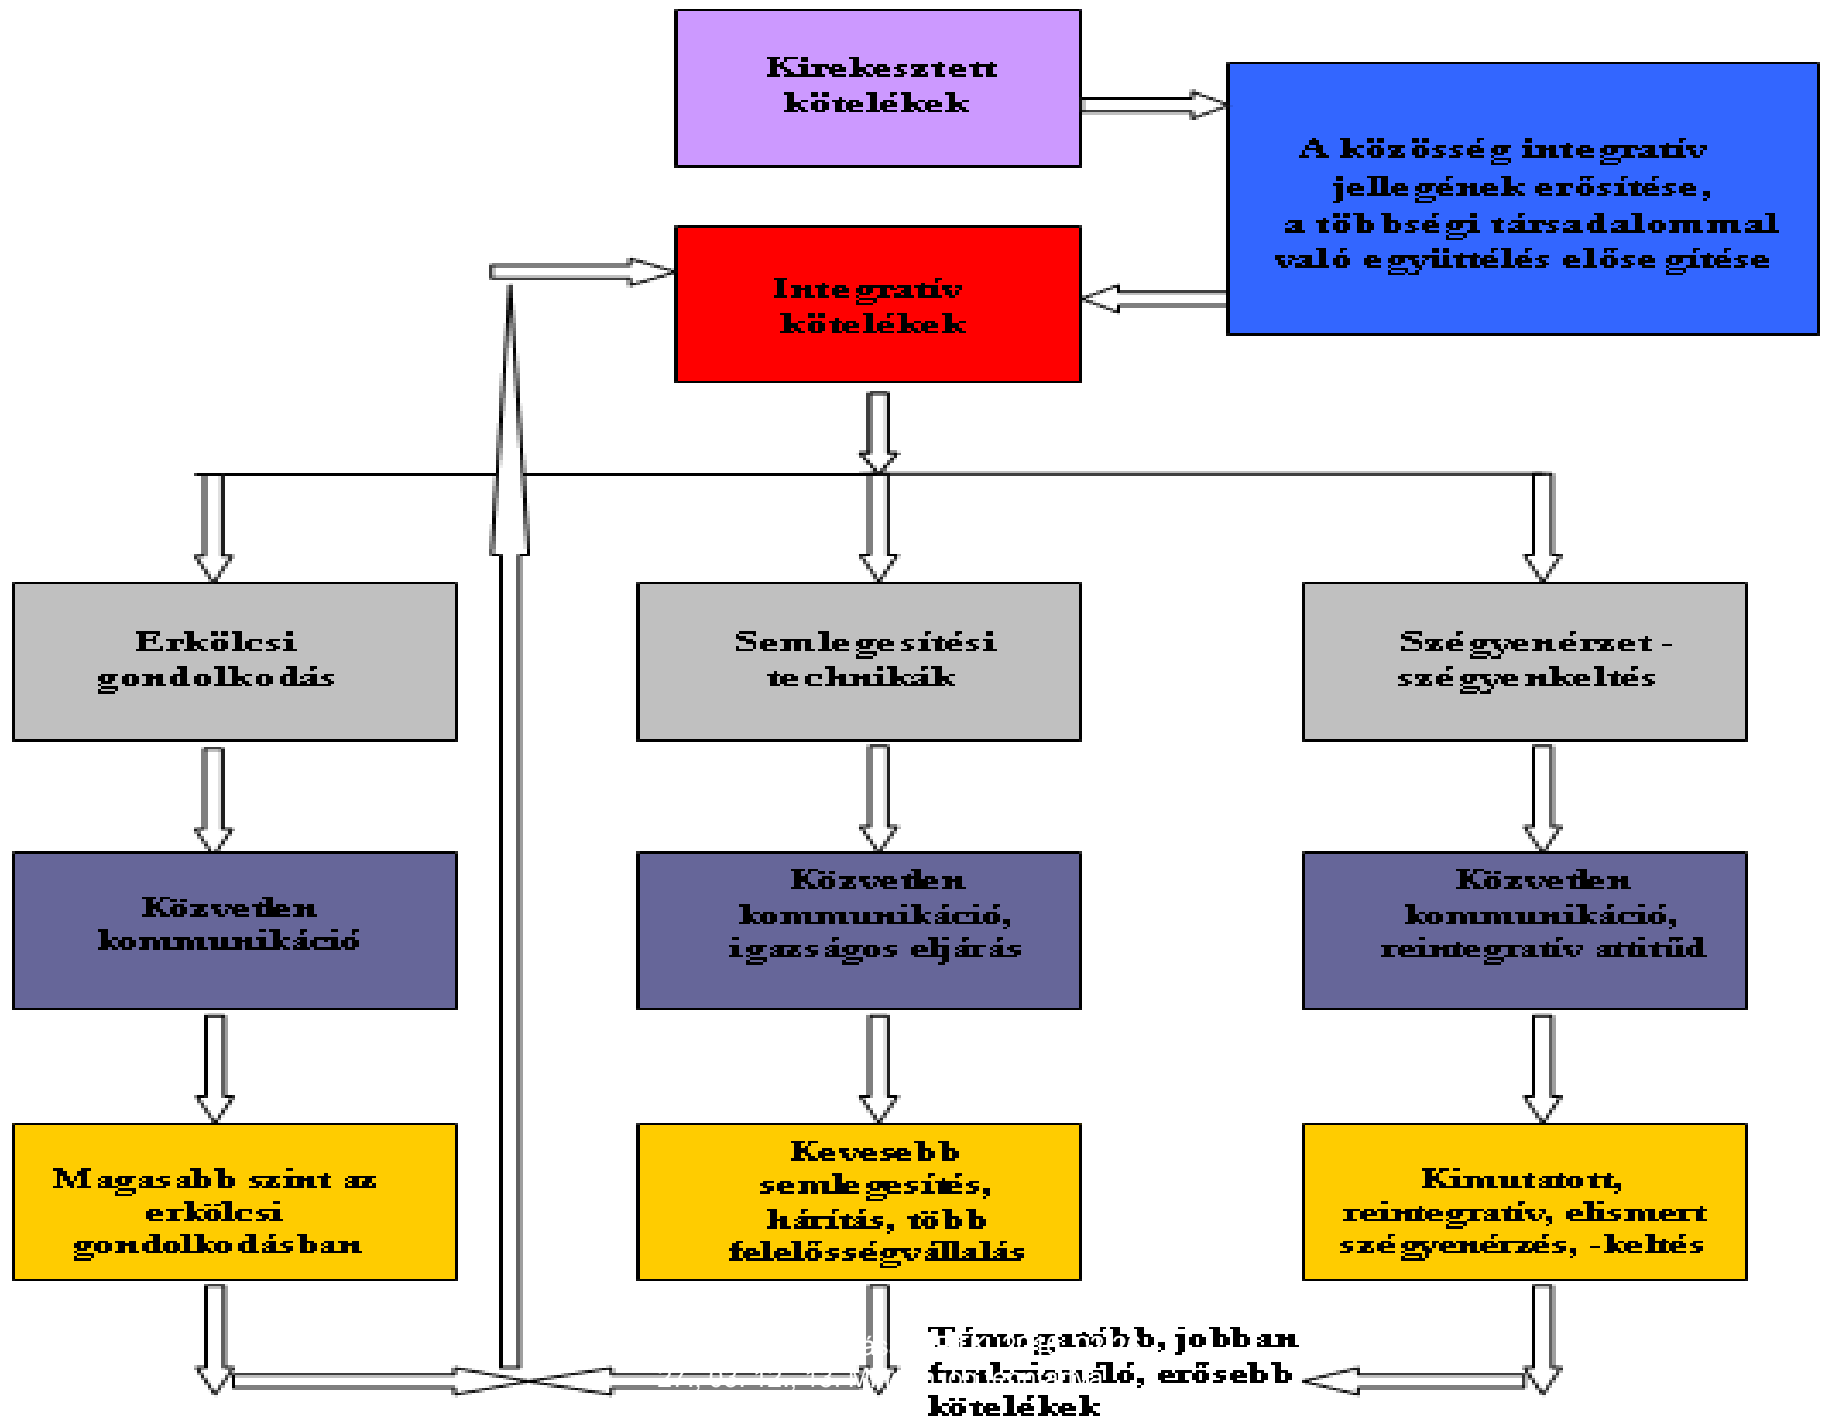 Kirekesztett
kötelékek
A közösség integratív
jellegének erősítése,
a többségi társadalommal
való együttélés elősegítése
Integratív
kötelékek
Erkölcsi
gondolkodás
Semlegesítési
technikák
Szégyenérzet -
szégyenkeltés
Közvetlen
kommunikáció
Közvetlen
kommunikáció,
igazságos eljárás
Közvetlen
kommunikáció,
reintegratív attitűd
Magasabb szint az
erkölcsi
gondolkodásban
Kevesebb
semlegesítés,
hárítás, több
felelősségvállalás
Kimutatott,
reintegratív, elismert
szégyenérzés, -keltés
Támogatóbb, jobban
funkcionáló, erősebb
kötelékek